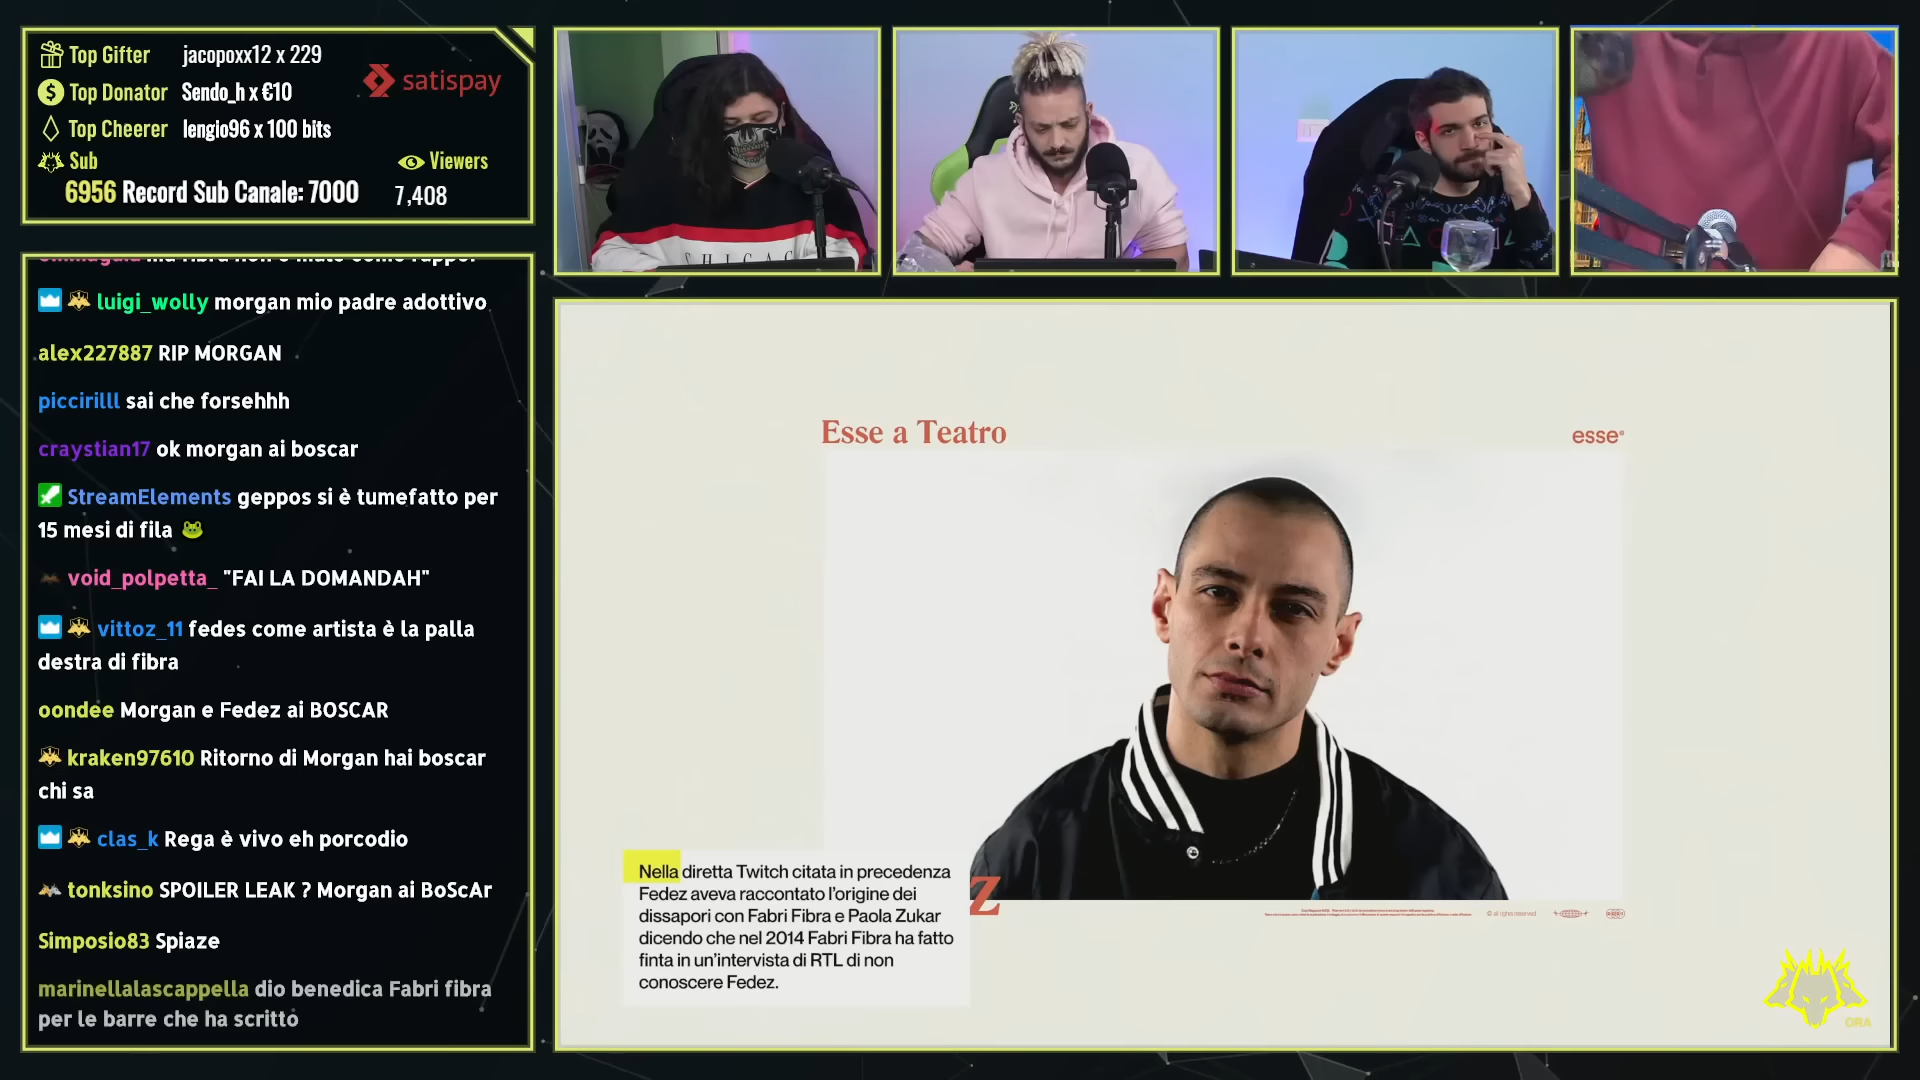 Top Gifter jacopoxx12 x 229
Top Donator Sendo_h x €10
Top Cheerer lengio96 x 100 bits
satispay
Sub
Viewers
6956 Record Sub Canale: 7000
7,408
luigi_wolly morgan mio padre adottivo
alex227887 RIP MORGAN
piccirilll sai che forsehhh
craystian17 ok morgan ai boscar
StreamElements geppos si è tumefatto per
15 mesi di fila
void_polpetta_ "FAI LA DOMANDAH"
vittoz_11 fedes come artista è la palla
destra di fibra
oondee Morgan e Fedez ai BOSCAR
kraken97610 Ritorno di Morgan hai boscar
chi sa
clas_k Rega è vivo eh porcodio
tonksino SPOILER LEAK ? Morgan ai BoScAr
Simposio83 Spiaze
marinellalascappella dio benedica Fabri fibra
per le barre che ha scritto
Esse a Teatro
esse®
Nella diretta Twitch citata in precedenza
Fedez aveva raccontato l'origine dei
dissapori con Fabri Fibra e Paola Zukar
dicendo che nel 2014 Fabri Fibra ha fatto
finta in un'intervista di RTL di non
conoscere Fedez.
Z
© all rights reserved
ORA